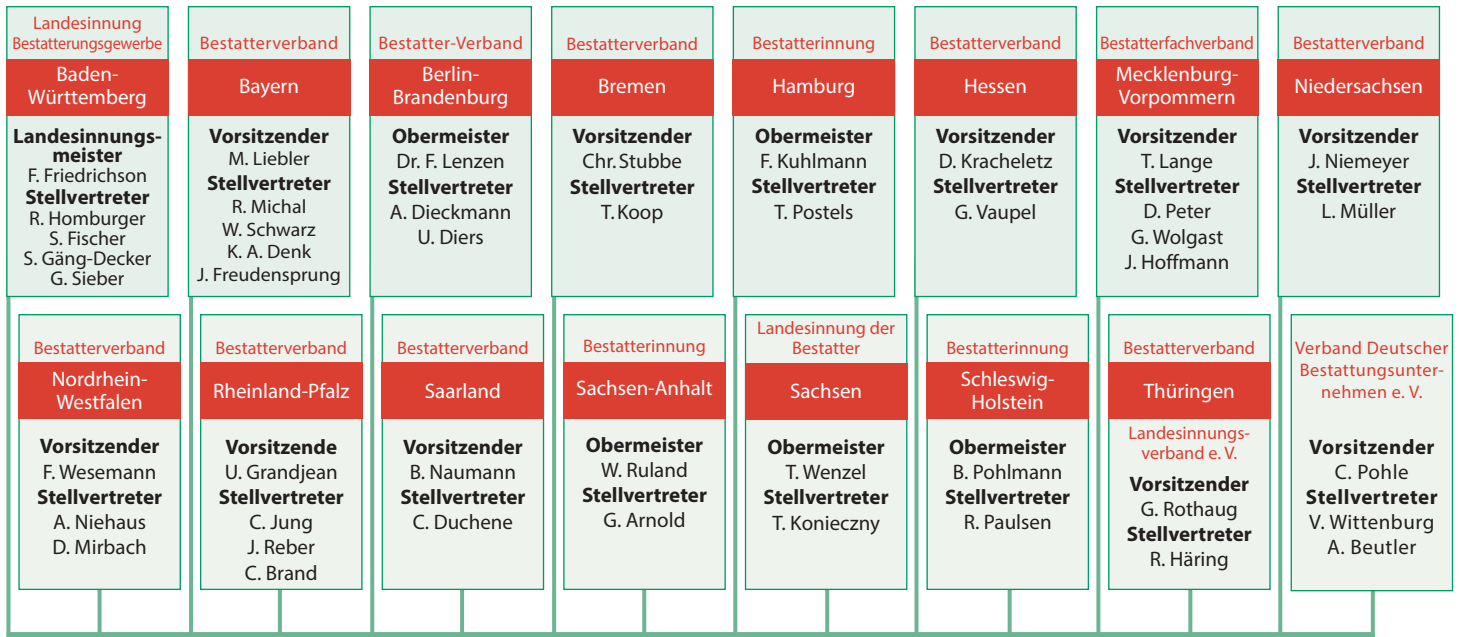 Landesinnung
Bestatterungsgewerbe
Baden-
Württemberg
Landesinnungs-
meister
F. Friedrichson
Stellvertreter
R. Homburger
S. Fischer
S. Gäng-Decker
G. Sieber
Bestatterverband
Bayern
Vorsitzender
M. Liebler
Stellvertreter
R. Michal
W. Schwarz
K. A. Denk
J. Freudensprung
Bestatter-Verband
Berlin-
Brandenburg
Obermeister
Dr. F. Lenzen
Stellvertreter
A. Dieckmann
U. Diers
Bestatterverband
Bremen
Vorsitzender
Chr. Stubbe
Stellvertreter
T. Koop
Bestatterinnung
Hamburg
Obermeister
F. Kuhlmann
Stellvertreter
T. Postels
Bestatterverband
Hessen
Vorsitzender
D. Kracheletz
Stellvertreter
G. Vaupel
Bestatterfachverband
Mecklenburg-
Vorpommern
Vorsitzender
T. Lange
Stellvertreter
D. Peter
G. Wolgast
J. Hoffmann
Bestatterverband
Niedersachsen
Vorsitzender
J. Niemeyer
Stellvertreter
L. Müller
Bestatterverband
Nordrhein-
Westfalen
Vorsitzender
F. Wesemann
Stellvertreter
A. Niehaus
D. Mirbach
Bestatterverband
Rheinland-Pfalz
Vorsitzende
U. Grandjean
Stellvertreter
C. Jung
J. Reber
C. Brand
Bestatterverband
Saarland
Vorsitzender
B. Naumann
Stellvertreter
C. Duchene
Bestatterinnung
Sachsen-Anhalt
Obermeister
W. Ruland
Stellvertreter
G. Arnold
Landesinnung der
Bestatter
Sachsen
Obermeister
T. Wenzel
Stellvertreter
T. Konieczny
Bestatterinnung
Schleswig-
Holstein
Obermeister
B. Pohlmann
Stellvertreter
R. Paulsen
Bestatterverband
Thüringen
Landesinnungs-
verband e. V.
Vorsitzender
G. Rothaug
Stellvertreter
R. Häring
Verband Deutscher
Bestattungsunter-
nehmen e. V.
Vorsitzender
C. Pohle
Stellvertreter
V. Wittenburg
A. Beutler